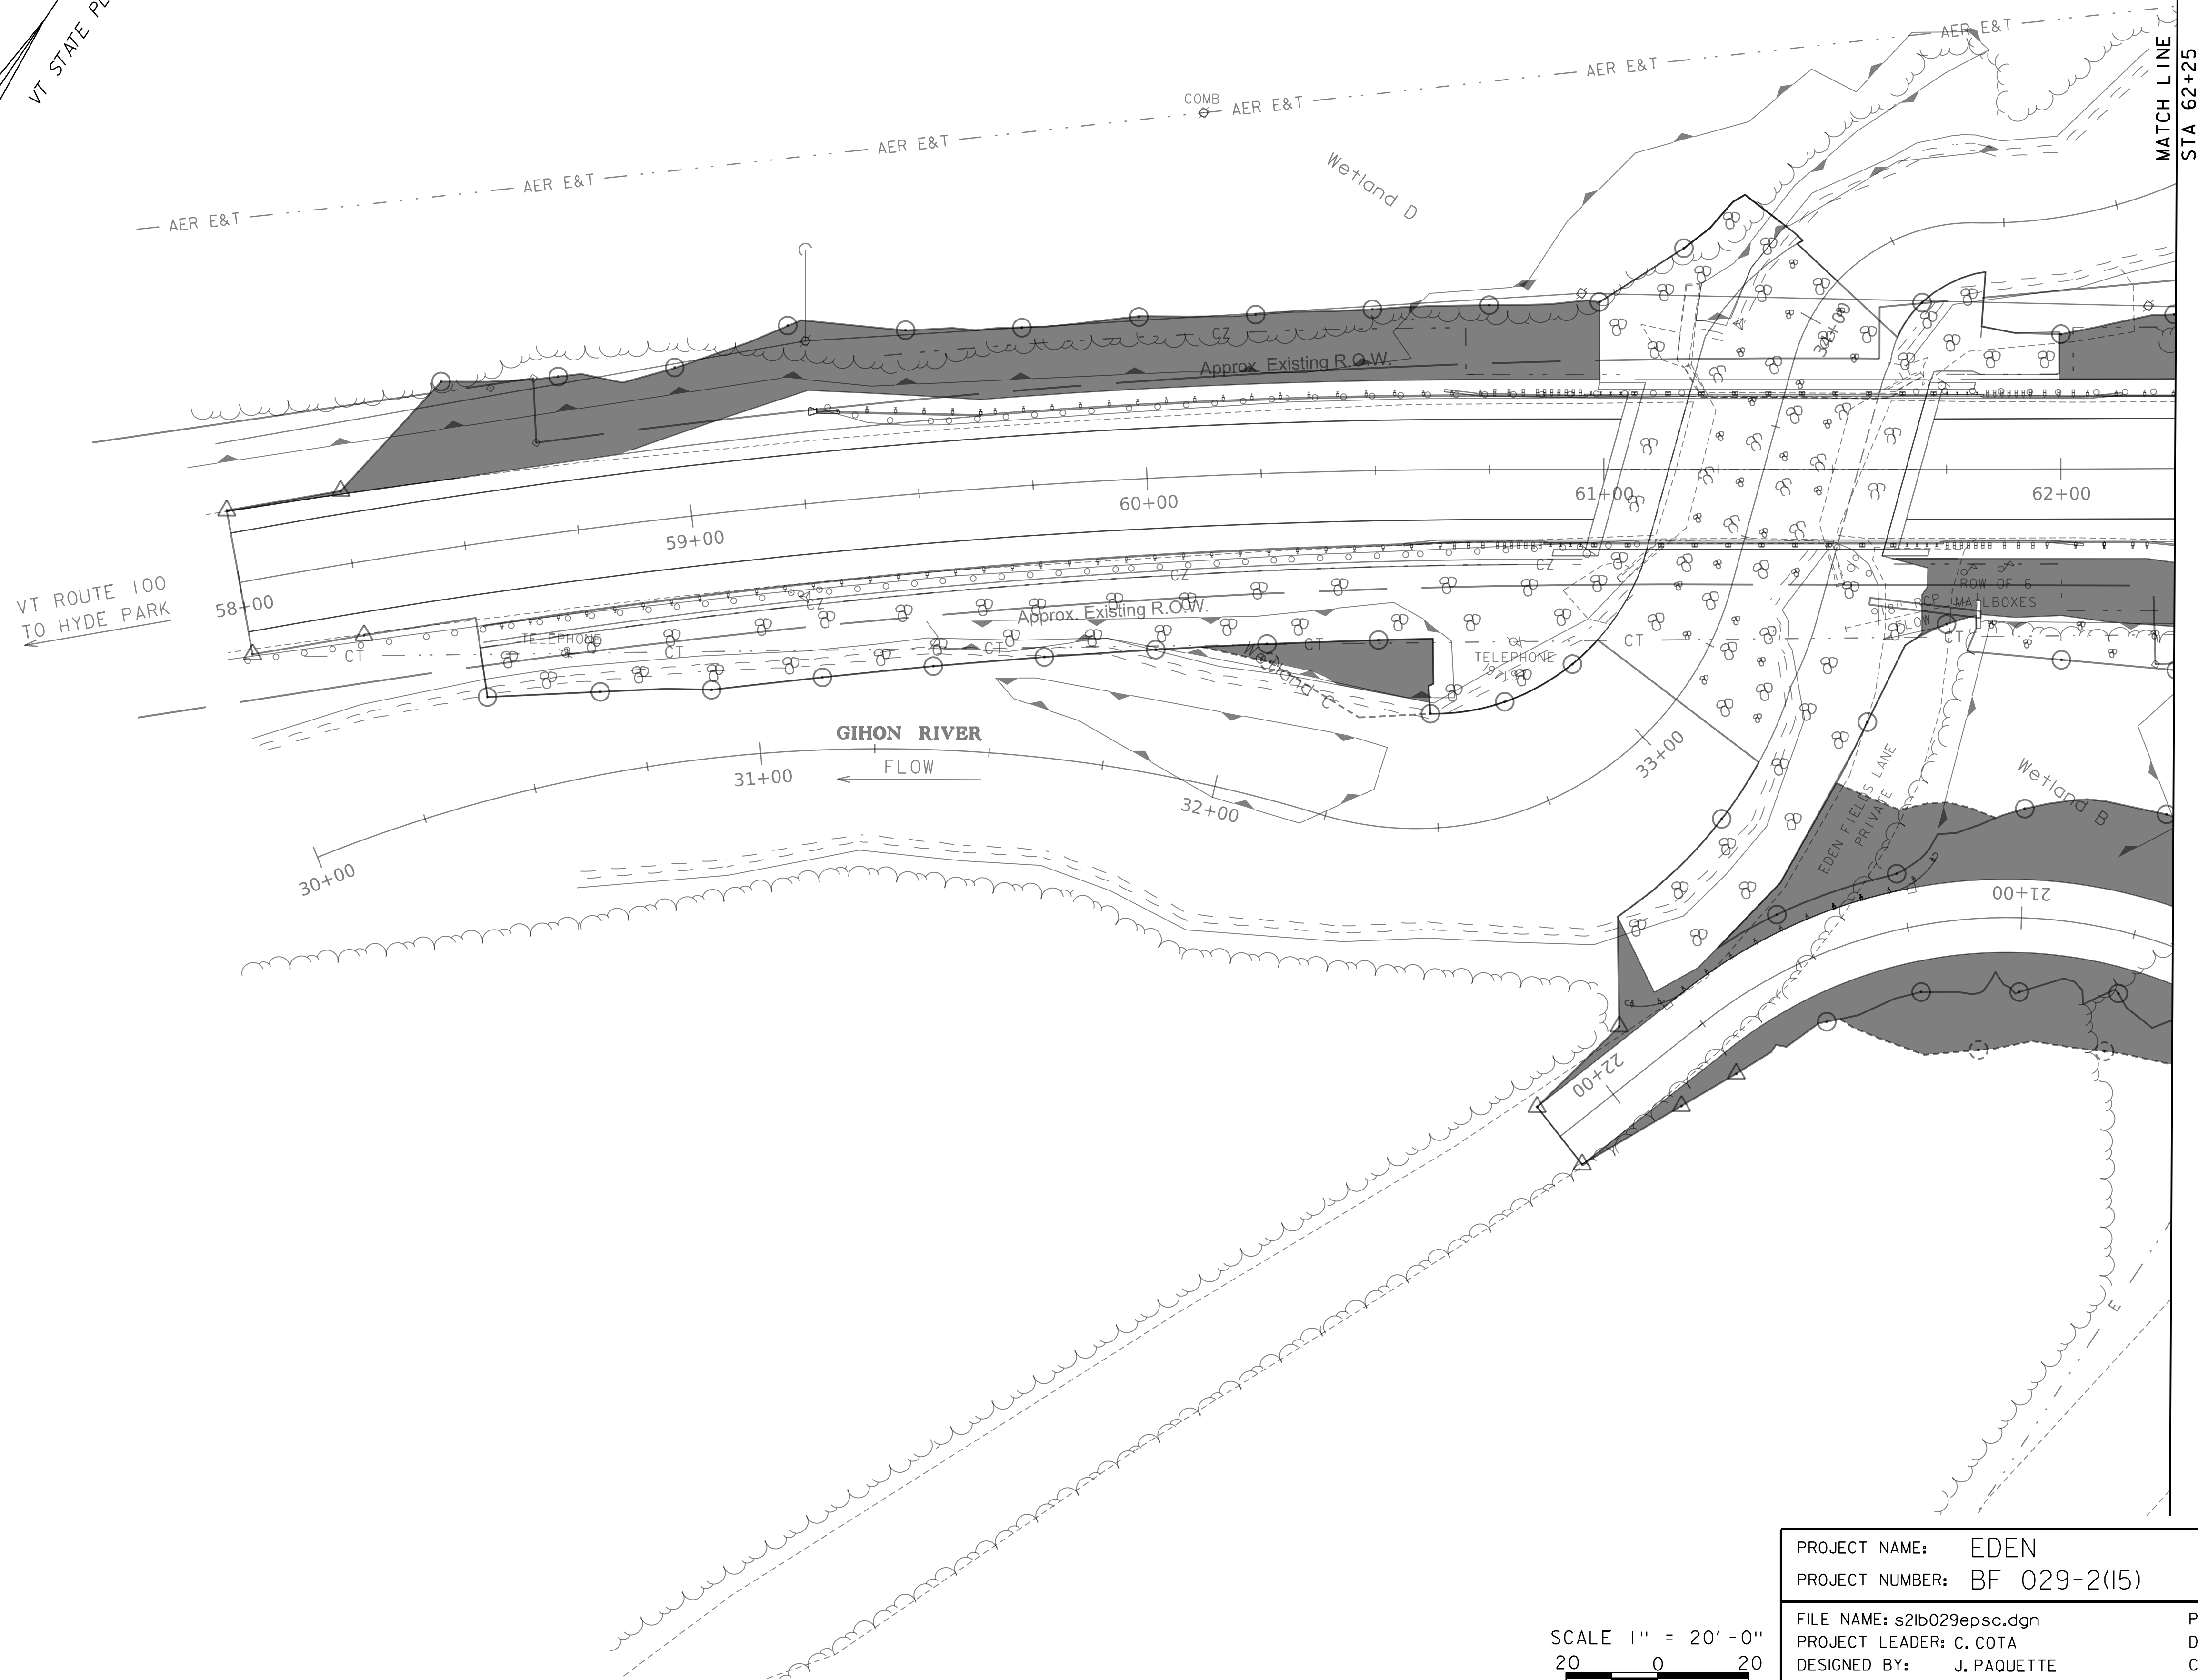 VT STATE
MATCH LINE
STA 62+25
AER E&T
AER E&T
AER E&T
COMB
AER E&T
AER E&T
AER E&T
Wetland D
CZ
Approx. Existing R.O.W.
34+00
58+00
59+00
60+00
61+00
62+00
VT ROUTE 100
TO HYDE PARK
CZ
CZ
CZ
Approx. Existing R.O.W.
TELEPHONE
CT
CT
CT
CT
CT
Wetland C
TELEPHONE
ROW OF 6
MAILBOXES
18" RCP
FLOW
GIHON RIVER
FLOW
30+00
31+00
32+00
33+00
Wetland B
EDEN FIELDS LANE
PRIVATE
21+00
22+00
E
SCALE 1" = 20'-0"
20 0 20
PROJECT NAME: EDEN
PROJECT NUMBER: BF 029-2(15)
FILE NAME: s21b029epsc.dgn
PROJECT LEADER: C. COTA
DESIGNED BY: J. PAQUETTE